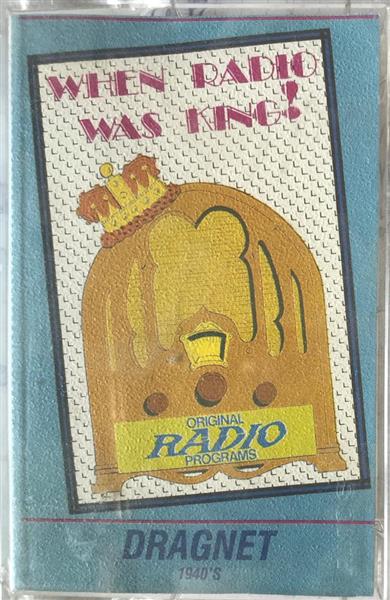 WHEN RADIO
WAS KING!
ORIGINAL
RADIO
PROGRAMS
DRAGNET
1940'S